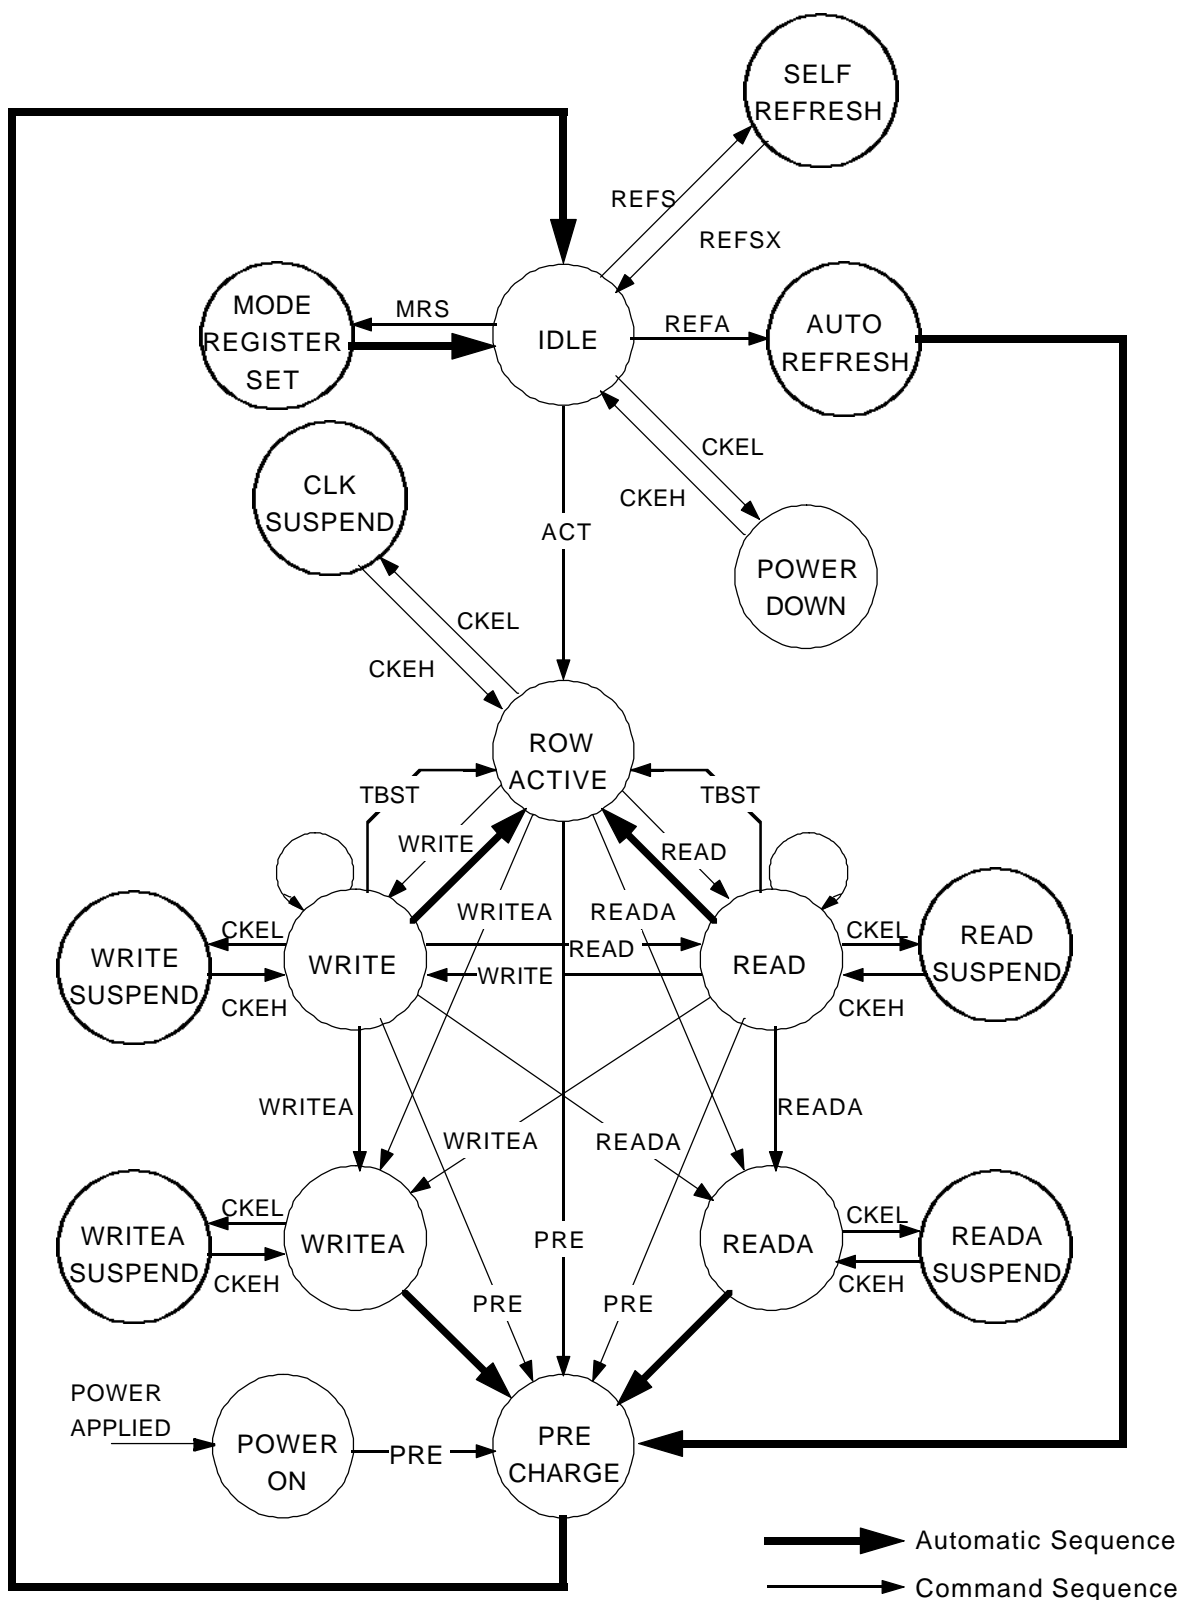 SELF
REFRESH
REFS
REFSX
MODE
REGISTER
SET
MRS
IDLE
REFA
AUTO
REFRESH
CLK
SUSPEND
CKEL
CKEH
ACT
POWER
DOWN
CKEL
CKEH
ROW
ACTIVE
TBST
TBST
WRITE
READ
WRITEA
READA
WRITE
SUSPEND
CKEL
CKEH
WRITE
READ
WRITE
READ
CKEL
CKEH
READ
SUSPEND
WRITEA
WRITEA
READA
READA
WRITEA
SUSPEND
CKEL
CKEH
WRITEA
PRE
READA
CKEL
CKEH
READA
SUSPEND
PRE
PRE
POWER
APPLIED
POWER
ON
PRE
PRE
CHARGE
Automatic Sequence
Command Sequence